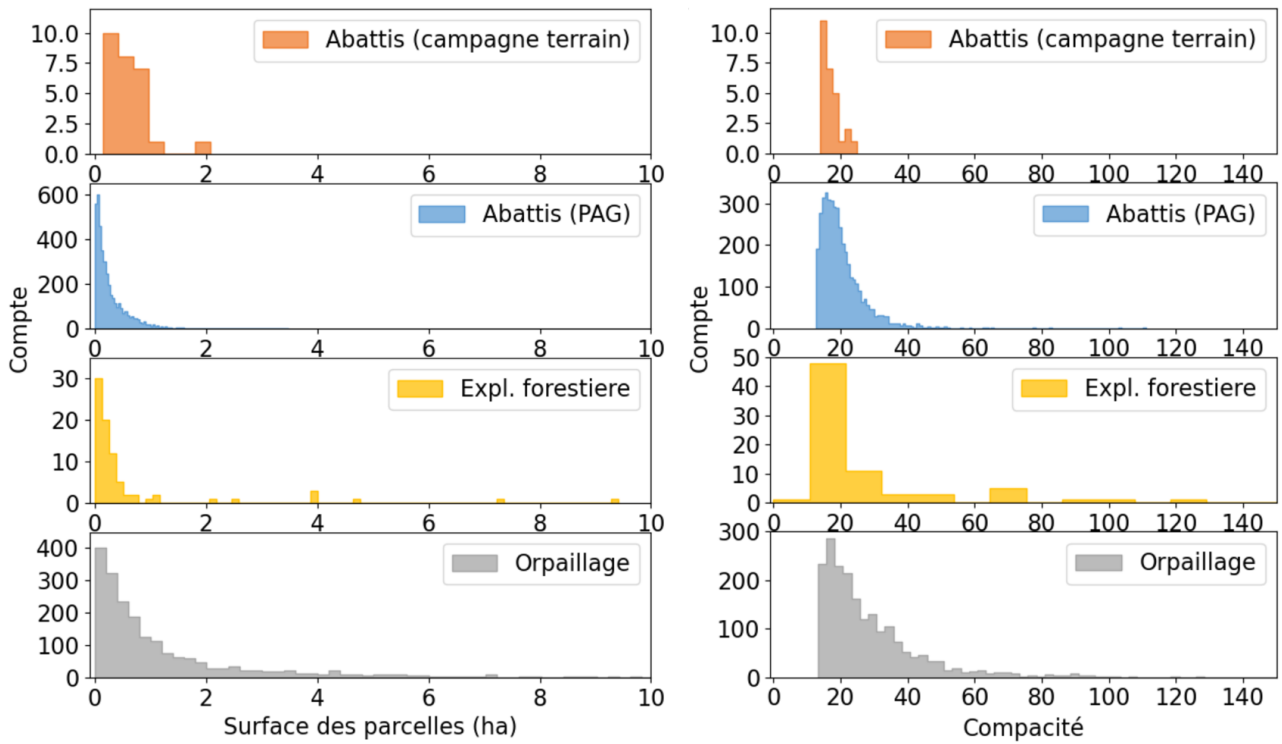 Abattis (campagne terrain)
10.0
7.5
5.0
2.5
0.0
0 2 4 6 8 10
Abattis (PAG)
600
400
200
0
0 2 4 6 8 10
Compte
Expl. forestiere
30
20
10
0
0 2 4 6 8 10
Orpaillage
400
300
200
100
0
0 2 4 6 8 10
Surface des parcelles (ha)
Abattis (campagne terrain)
10.0
7.5
5.0
2.5
0.0
0 20 40 60 80 100 120 140
Abattis (PAG)
300
200
100
0
0 20 40 60 80 100 120 140
Compte
Expl. forestiere
50
40
30
20
10
0
0 20 40 60 80 100 120 140
Orpaillage
300
200
100
0
0 20 40 60 80 100 120 140
Compacité